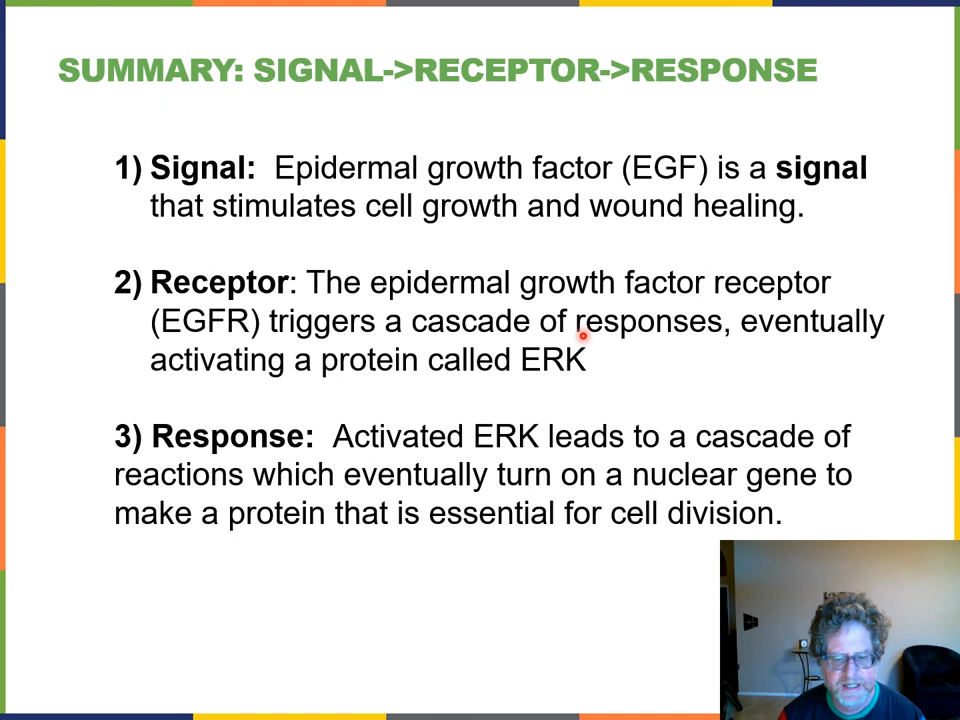 SUMMARY: SIGNAL->RECEPTOR->RESPONSE
1) Signal: Epidermal growth factor (EGF) is a signal
that stimulates cell growth and wound healing.
2) Receptor: The epidermal growth factor receptor
(EGFR) triggers a cascade of responses, eventually
activating a protein called ERK
3) Response: Activated ERK leads to a cascade of
reactions which eventually turn on a nuclear gene to
make a protein that is essential for cell division.